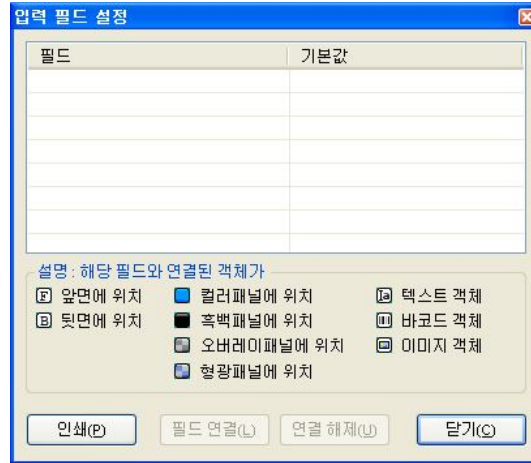 입력 필드 설정
필드 기본값
설명 : 해당 필드와 연결된 객체가
F 앞면에 위치 컬러패널에 위치 Ia 텍스트 객체
B 뒷면에 위치 흑백패널에 위치 바코드 객체
오버레이패널에 위치 이미지 객체
형광패널에 위치
인쇄(P) 필드 연결(L) 연결 해제(U) 닫기(C)